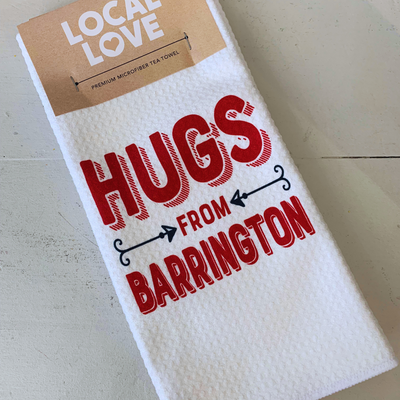 LOCAL
LOVE
PREMIUM MICROFIBER TEA TOWEL
HUGS
FROM
BARRINGTON